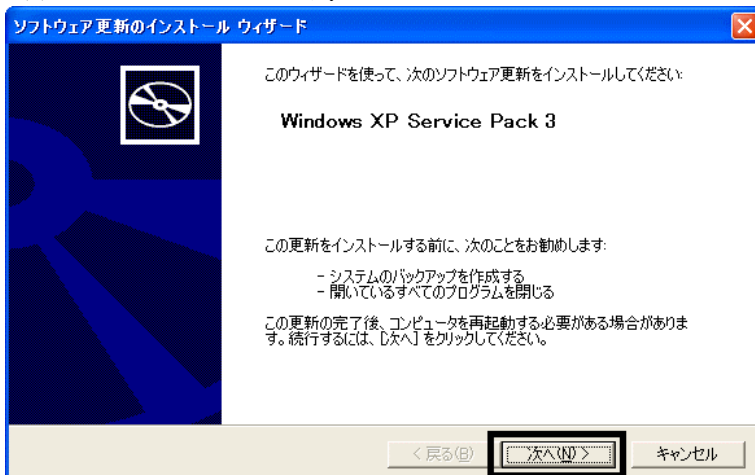 ソフトウェア更新のインストール ウィザード
このウィザードを使って、次のソフトウェア更新をインストールしてください:
Windows XP Service Pack 3
この更新をインストールする前に、次のことをお勧めします:
- システムのバックアップを作成する
- 開いているすべてのプログラムを閉じる
この更新の完了後、コンピュータを再起動する必要がある場合がありま
す。続行するには、[次へ] をクリックしてください。
< 戻る(B)
次へ(N) >
キャンセル